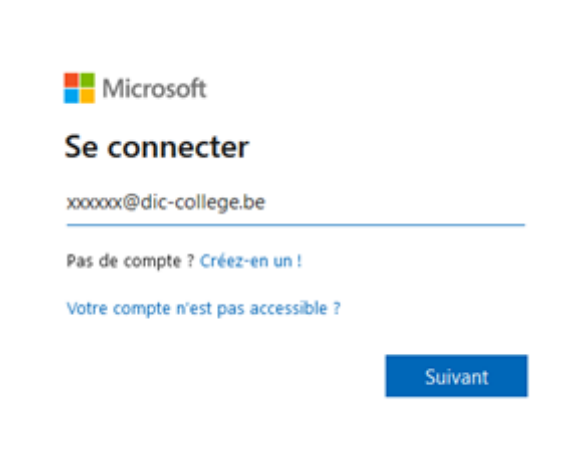 Microsoft
Se connecter
xxxxxx@dic-college.be
Pas de compte ? Créez-en un !
Votre compte n'est pas accessible ?
Suivant